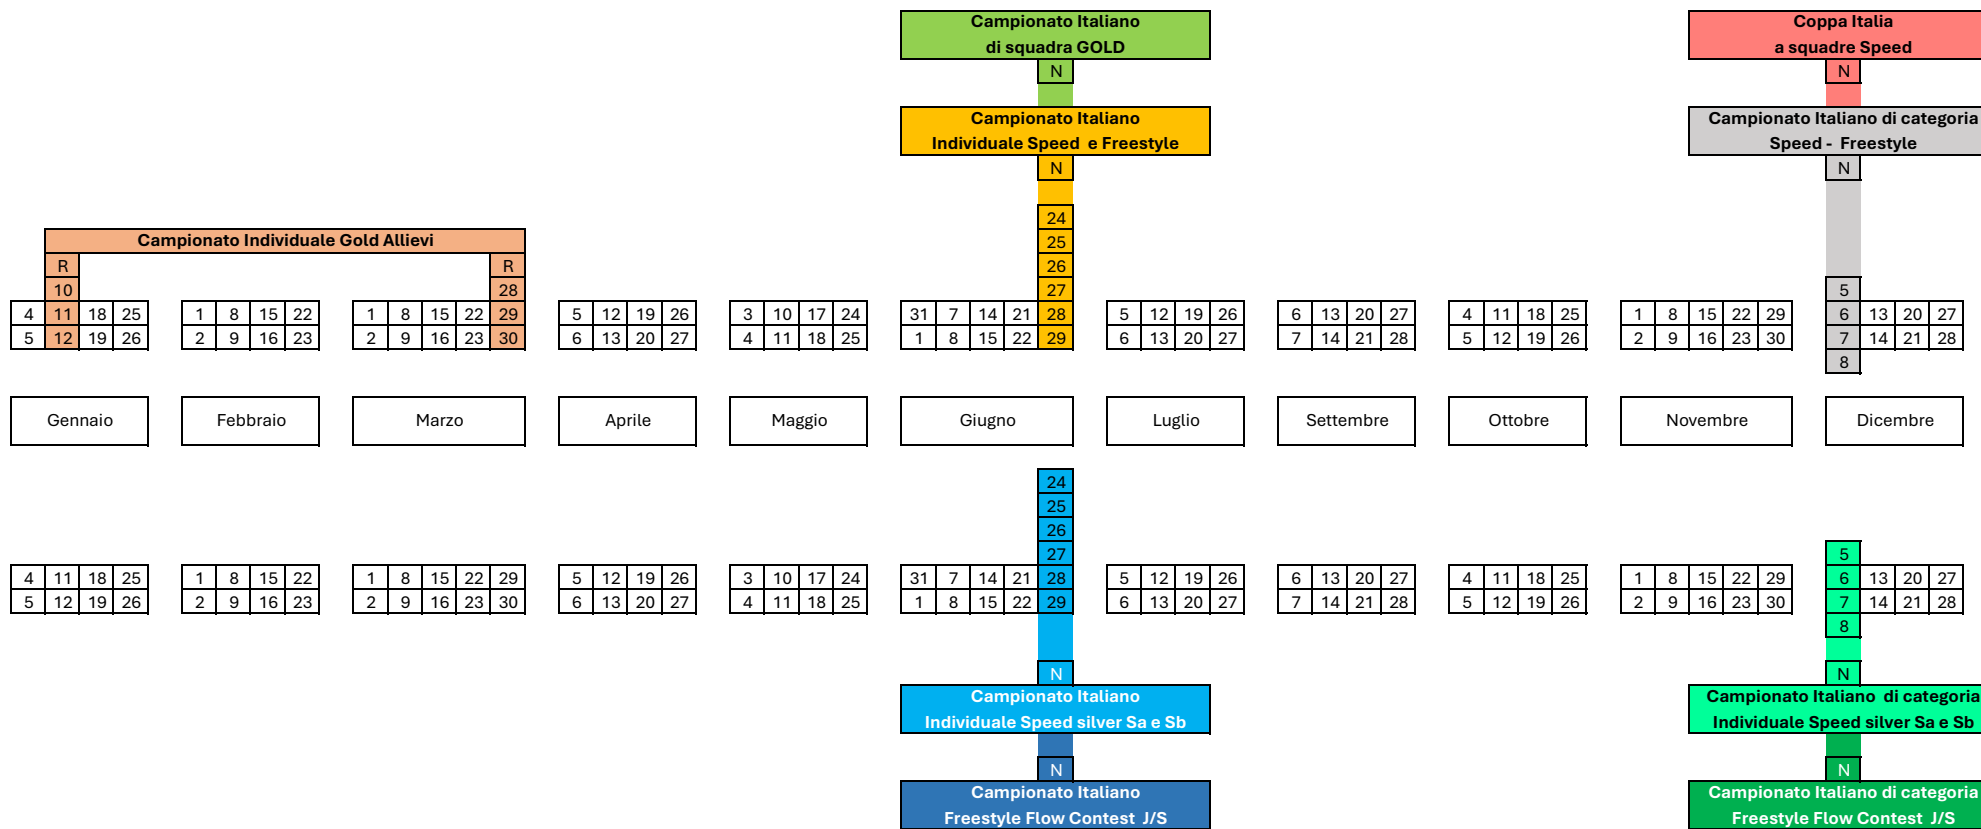 Campionato Italiano
di squadra GOLD
N
Coppa Italia
a squadre Speed
N
Campionato Italiano
Individuale Speed e Freestyle
N
Campionato Italiano di categoria
Speed - Freestyle
N
24
25
26
27
Campionato Individuale Gold Allievi
R R
10 28
5
4 11 18 25 1 8 15 22 1 8 15 22 29 5 12 19 26 3 10 17 24 31 7 14 21 28 5 12 19 26 6 13 20 27 4 11 18 25 1 8 15 22 29 6 13 20 27
5 12 19 26 2 9 16 23 2 9 16 23 30 6 13 20 27 4 11 18 25 1 8 15 22 29 6 13 20 27 7 14 21 28 5 12 19 26 2 9 16 23 30 7 14 21 28
8
Gennaio Febbraio Marzo Aprile Maggio Giugno Luglio Settembre Ottobre Novembre Dicembre
24
25
26
27 5
4 11 18 25 1 8 15 22 1 8 15 22 29 5 12 19 26 3 10 17 24 31 7 14 21 28 5 12 19 26 6 13 20 27 4 11 18 25 1 8 15 22 29 6 13 20 27
5 12 19 26 2 9 16 23 2 9 16 23 30 6 13 20 27 4 11 18 25 1 8 15 22 29 6 13 20 27 7 14 21 28 5 12 19 26 2 9 16 23 30 7 14 21 28
8
N
Campionato Italiano
Individuale Speed silver Sa e Sb
N
Campionato Italiano di categoria
Individuale Speed silver Sa e Sb
N
Campionato Italiano
Freestyle Flow Contest J/S
N
Campionato Italiano di categoria
Freestyle Flow Contest J/S